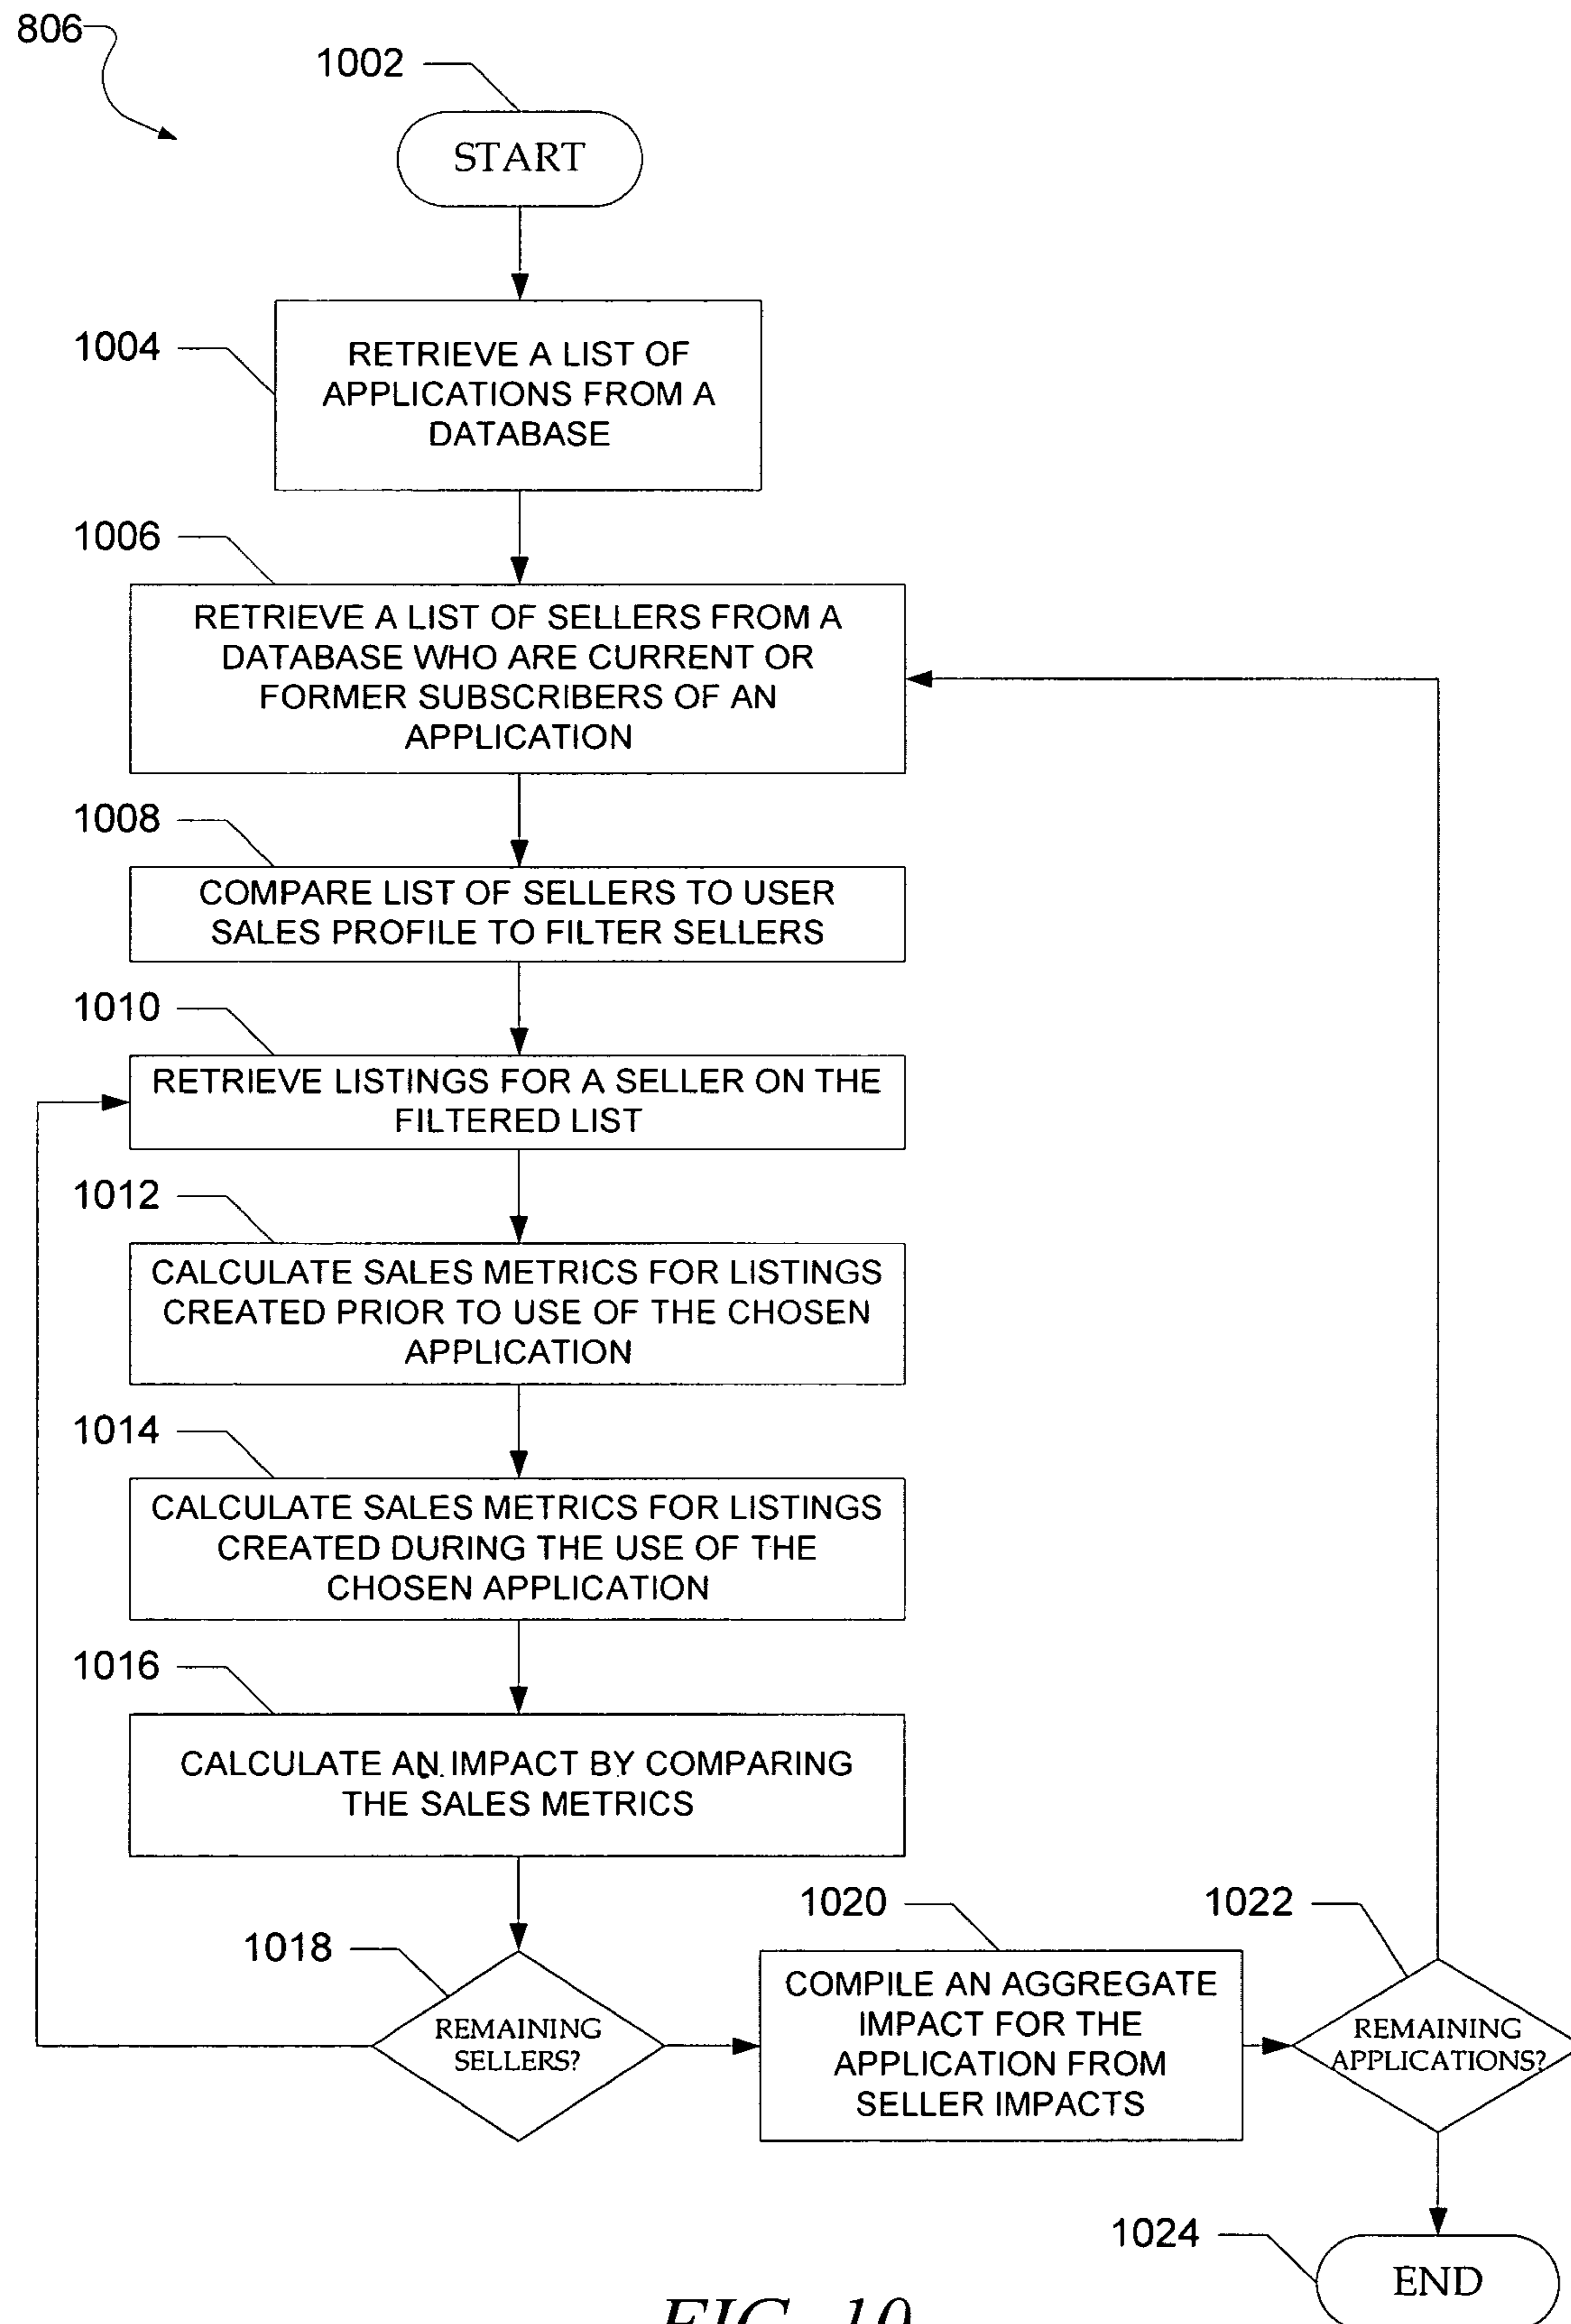 806
1002
START
1004
RETRIEVE A LIST OF
APPLICATIONS FROM A
DATABASE
1006
RETRIEVE A LIST OF SELLERS FROM A
DATABASE WHO ARE CURRENT OR
FORMER SUBSCRIBERS OF AN
APPLICATION
1008
COMPARE LIST OF SELLERS TO USER
SALES PROFILE TO FILTER SELLERS
1010
RETRIEVE LISTINGS FOR A SELLER ON THE
FILTERED LIST
1012
CALCULATE SALES METRICS FOR LISTINGS
CREATED PRIOR TO USE OF THE CHOSEN
APPLICATION
1014
CALCULATE SALES METRICS FOR LISTINGS
CREATED DURING THE USE OF THE
CHOSEN APPLICATION
1016
CALCULATE AN IMPACT BY COMPARING
THE SALES METRICS
1018
REMAINING
SELLERS?
1020
COMPILE AN AGGREGATE
IMPACT FOR THE
APPLICATION FROM
SELLER IMPACTS
1022
REMAINING
APPLICATIONS?
1024
END
FIG. 10